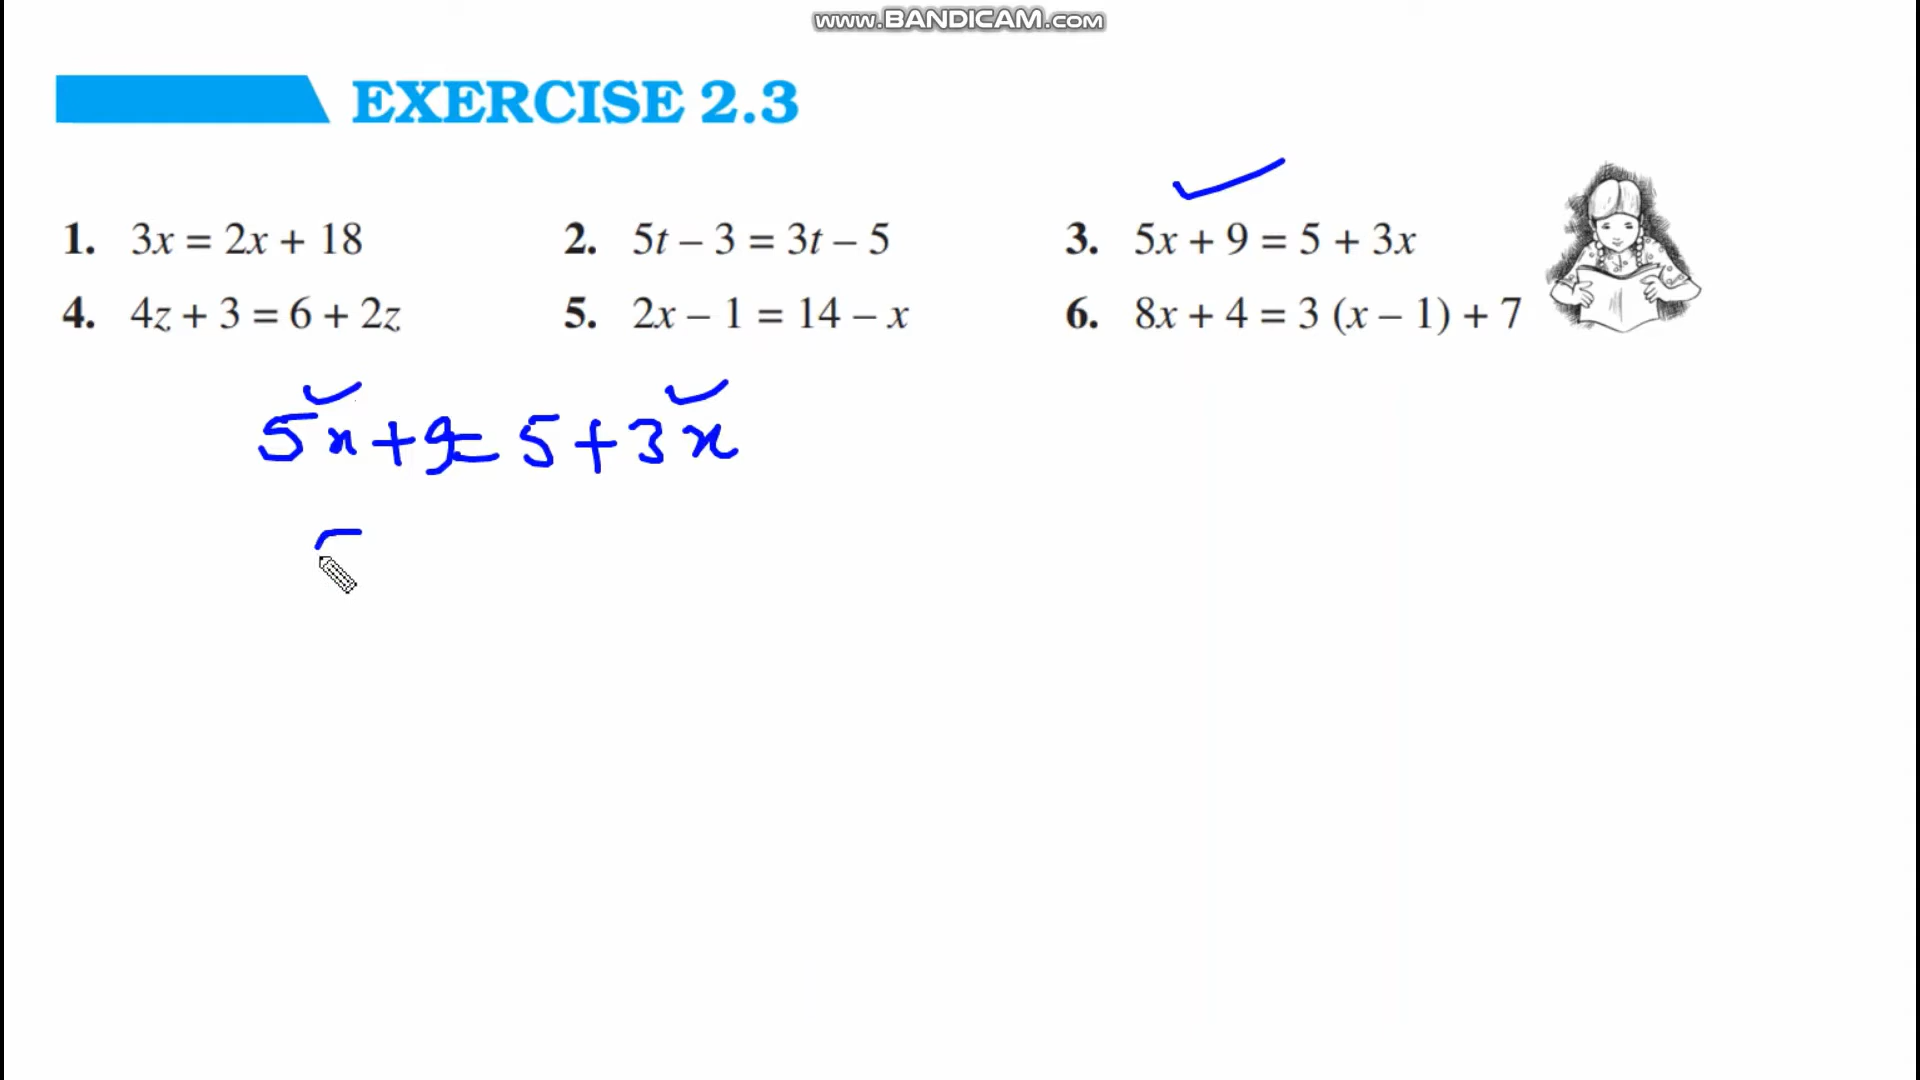 www.BANDICAM.com
EXERCISE 2.3
1. 3x = 2x + 18 2. 5t – 3 = 3t – 5 3. 5x + 9 = 5 + 3x
4. 4z + 3 = 6 + 2z 5. 2x – 1 = 14 – x 6. 8x + 4 = 3 (x – 1) + 7
5x+9=5+3x